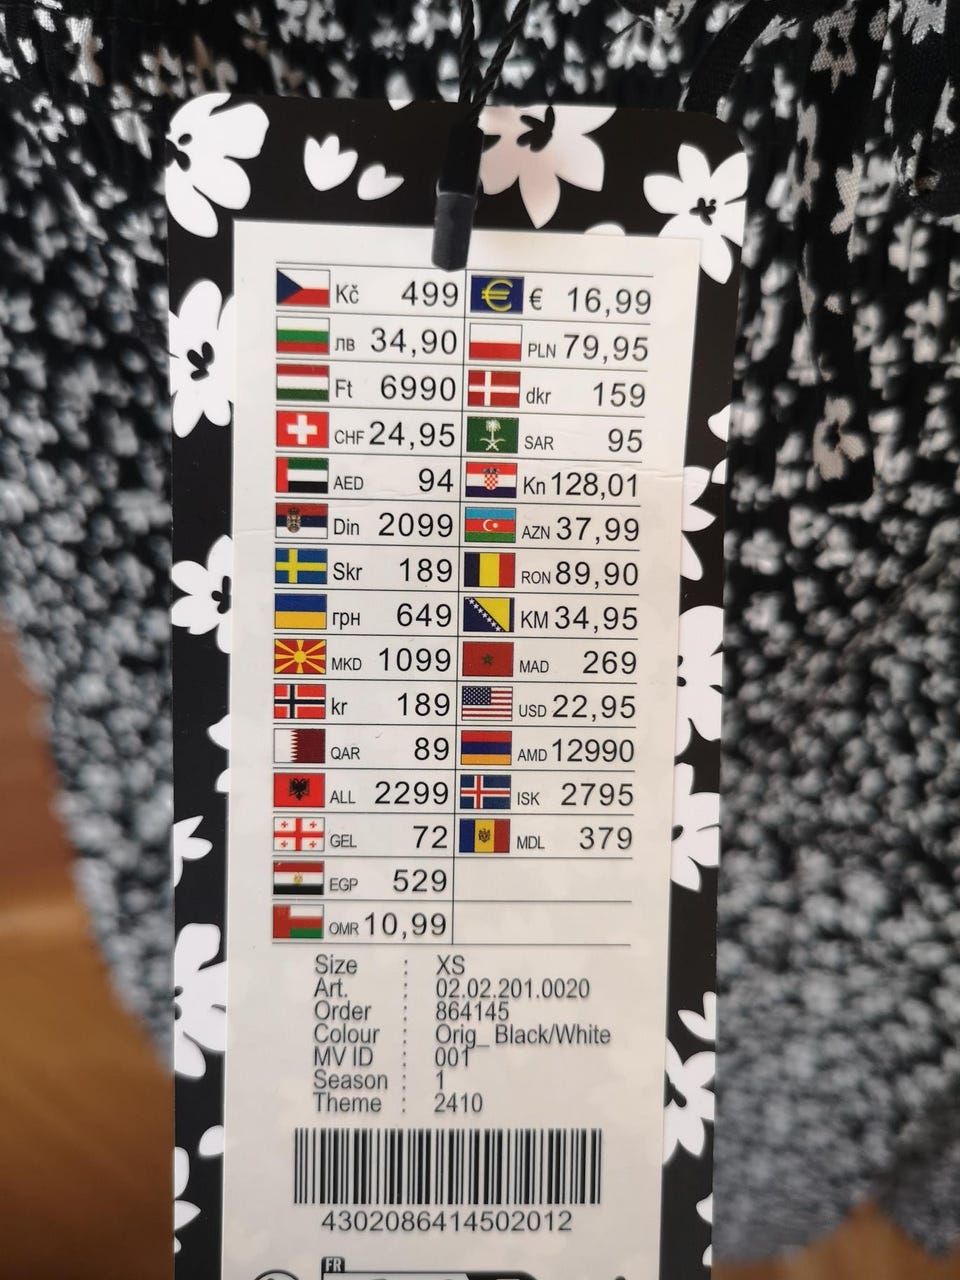 Kč 499 € 16,99
лв 34,90 PLN 79,95
Ft 6990 dkr 159
CHF 24,95 SAR 95
AED 94 Kn 128,01
Din 2099 AZN 37,99
Skr 189 RON 89,90
грн 649 KM 34,95
MKD 1099 MAD 269
kr 189 USD 22,95
QAR 89 AMD 12990
ALL 2299 ISK 2795
GEL 72 MDL 379
EGP 529
OMR 10,99
Size : XS
Art. : 02.02.201.0020
Order : 864145
Colour : Orig_ Black/White
MV ID : 001
Season : 1
Theme : 2410
4302086414502012
FR